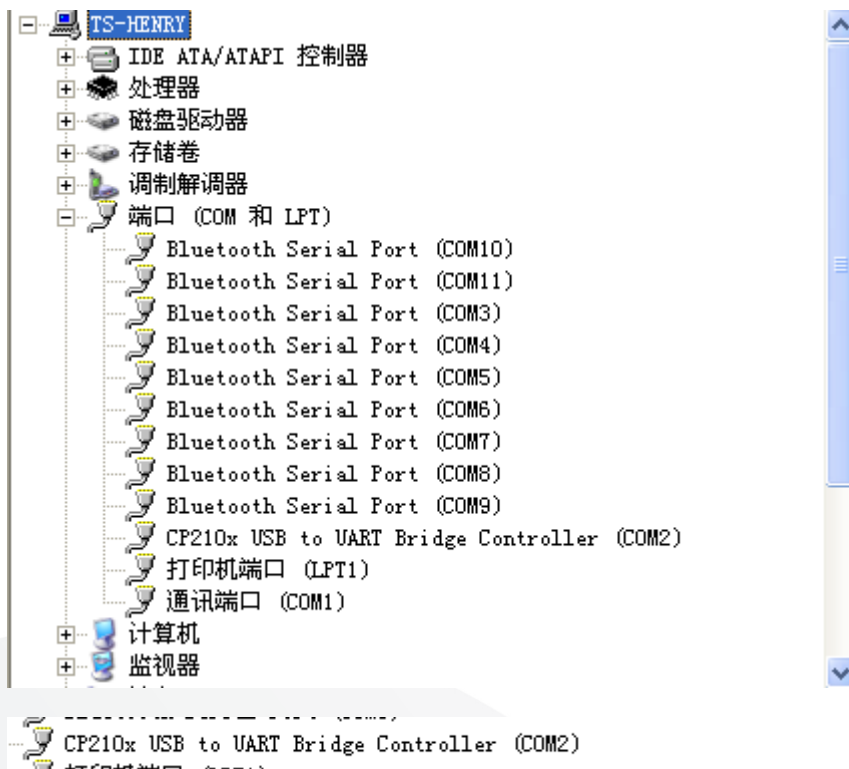 TS-HENRY
IDE ATA/ATAPI 控制器
处理器
磁盘驱动器
存储卷
调制解调器
端口 (COM 和 LPT)
Bluetooth Serial Port (COM10)
Bluetooth Serial Port (COM11)
Bluetooth Serial Port (COM3)
Bluetooth Serial Port (COM4)
Bluetooth Serial Port (COM5)
Bluetooth Serial Port (COM6)
Bluetooth Serial Port (COM7)
Bluetooth Serial Port (COM8)
Bluetooth Serial Port (COM9)
CP210x USB to UART Bridge Controller (COM2)
打印机端口 (LPT1)
通讯端口 (COM1)
计算机
监视器
CP210x USB to UART Bridge Controller (COM2)